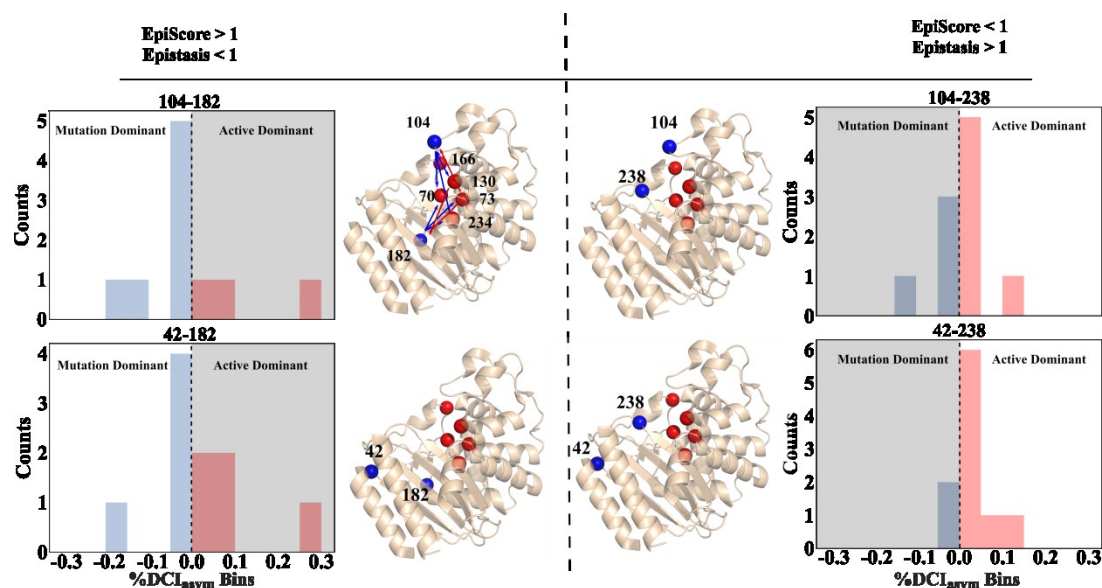 EpiScore > 1
Epistasis < 1
EpiScore < 1
Epistasis > 1
104-182
Mutation Dominant
Active Dominant
Counts
5
4
3
2
1
0
104
166
130
70
73
234
182
104
238
104-238
Mutation Dominant
Active Dominant
Counts
5
4
3
2
1
0
42-182
Mutation Dominant
Active Dominant
Counts
4
3
2
1
0
-0.3 -0.2 -0.1 0.0 0.1 0.2 0.3
%DCIasym Bins
42
182
238
42
42-238
Mutation Dominant
Active Dominant
Counts
6
5
4
3
2
1
0
-0.3 -0.2 -0.1 0.0 0.1 0.2 0.3
%DCIasym Bins